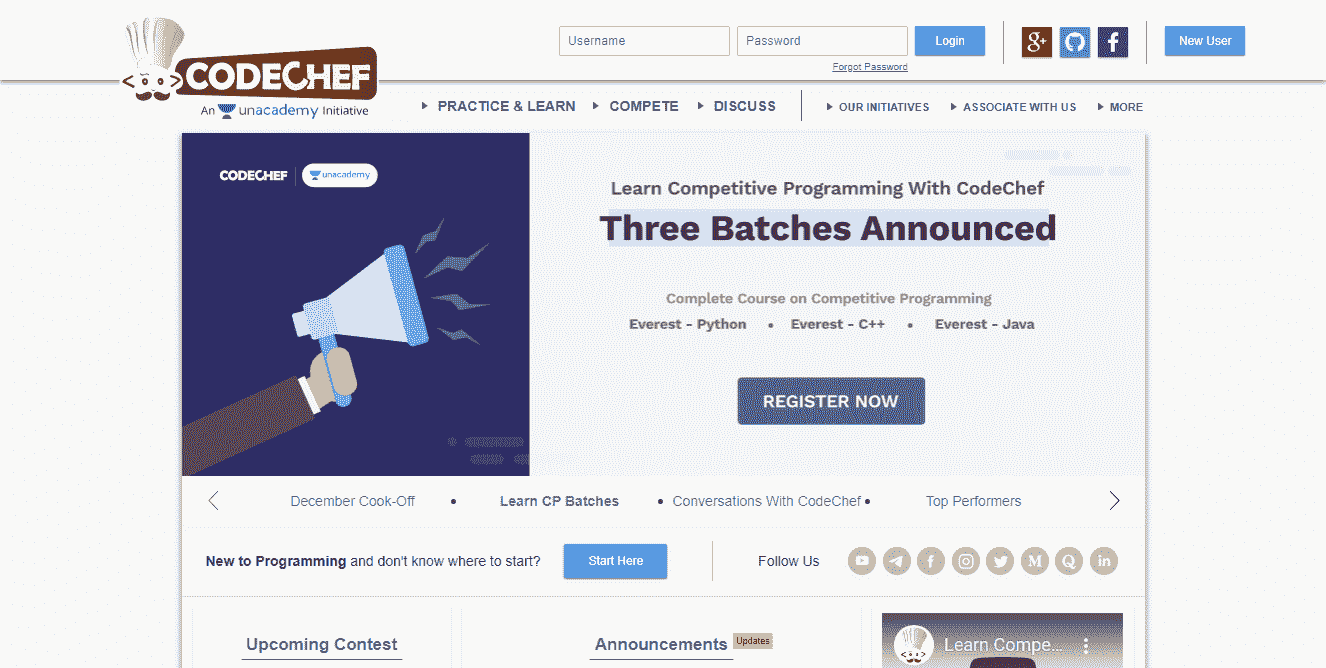 Username
Password
Login
g+
f
New User
Forgot Password
CODECHEF
An unacademy Initiative
PRACTICE & LEARN
COMPETE
DISCUSS
OUR INITIATIVES
ASSOCIATE WITH US
MORE
CODECHEF
unacademy
Learn Competitive Programming With CodeChef
Three Batches Announced
Complete Course on Competitive Programming
Everest - Python • Everest - C++ • Everest - Java
REGISTER NOW
December Cook-Off • Learn CP Batches • Conversations With CodeChef • Top Performers
New to Programming and don't know where to start?
Start Here
Follow Us
f
M
Q
in
Upcoming Contest
Announcements
Updates
Learn Compe...